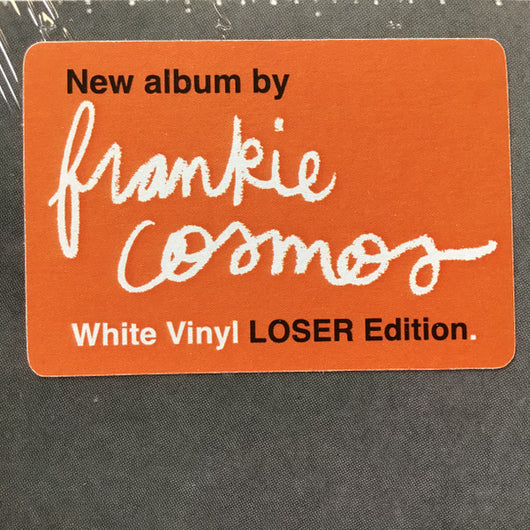 New album by
frankie
cosmos
White Vinyl LOSER Edition.